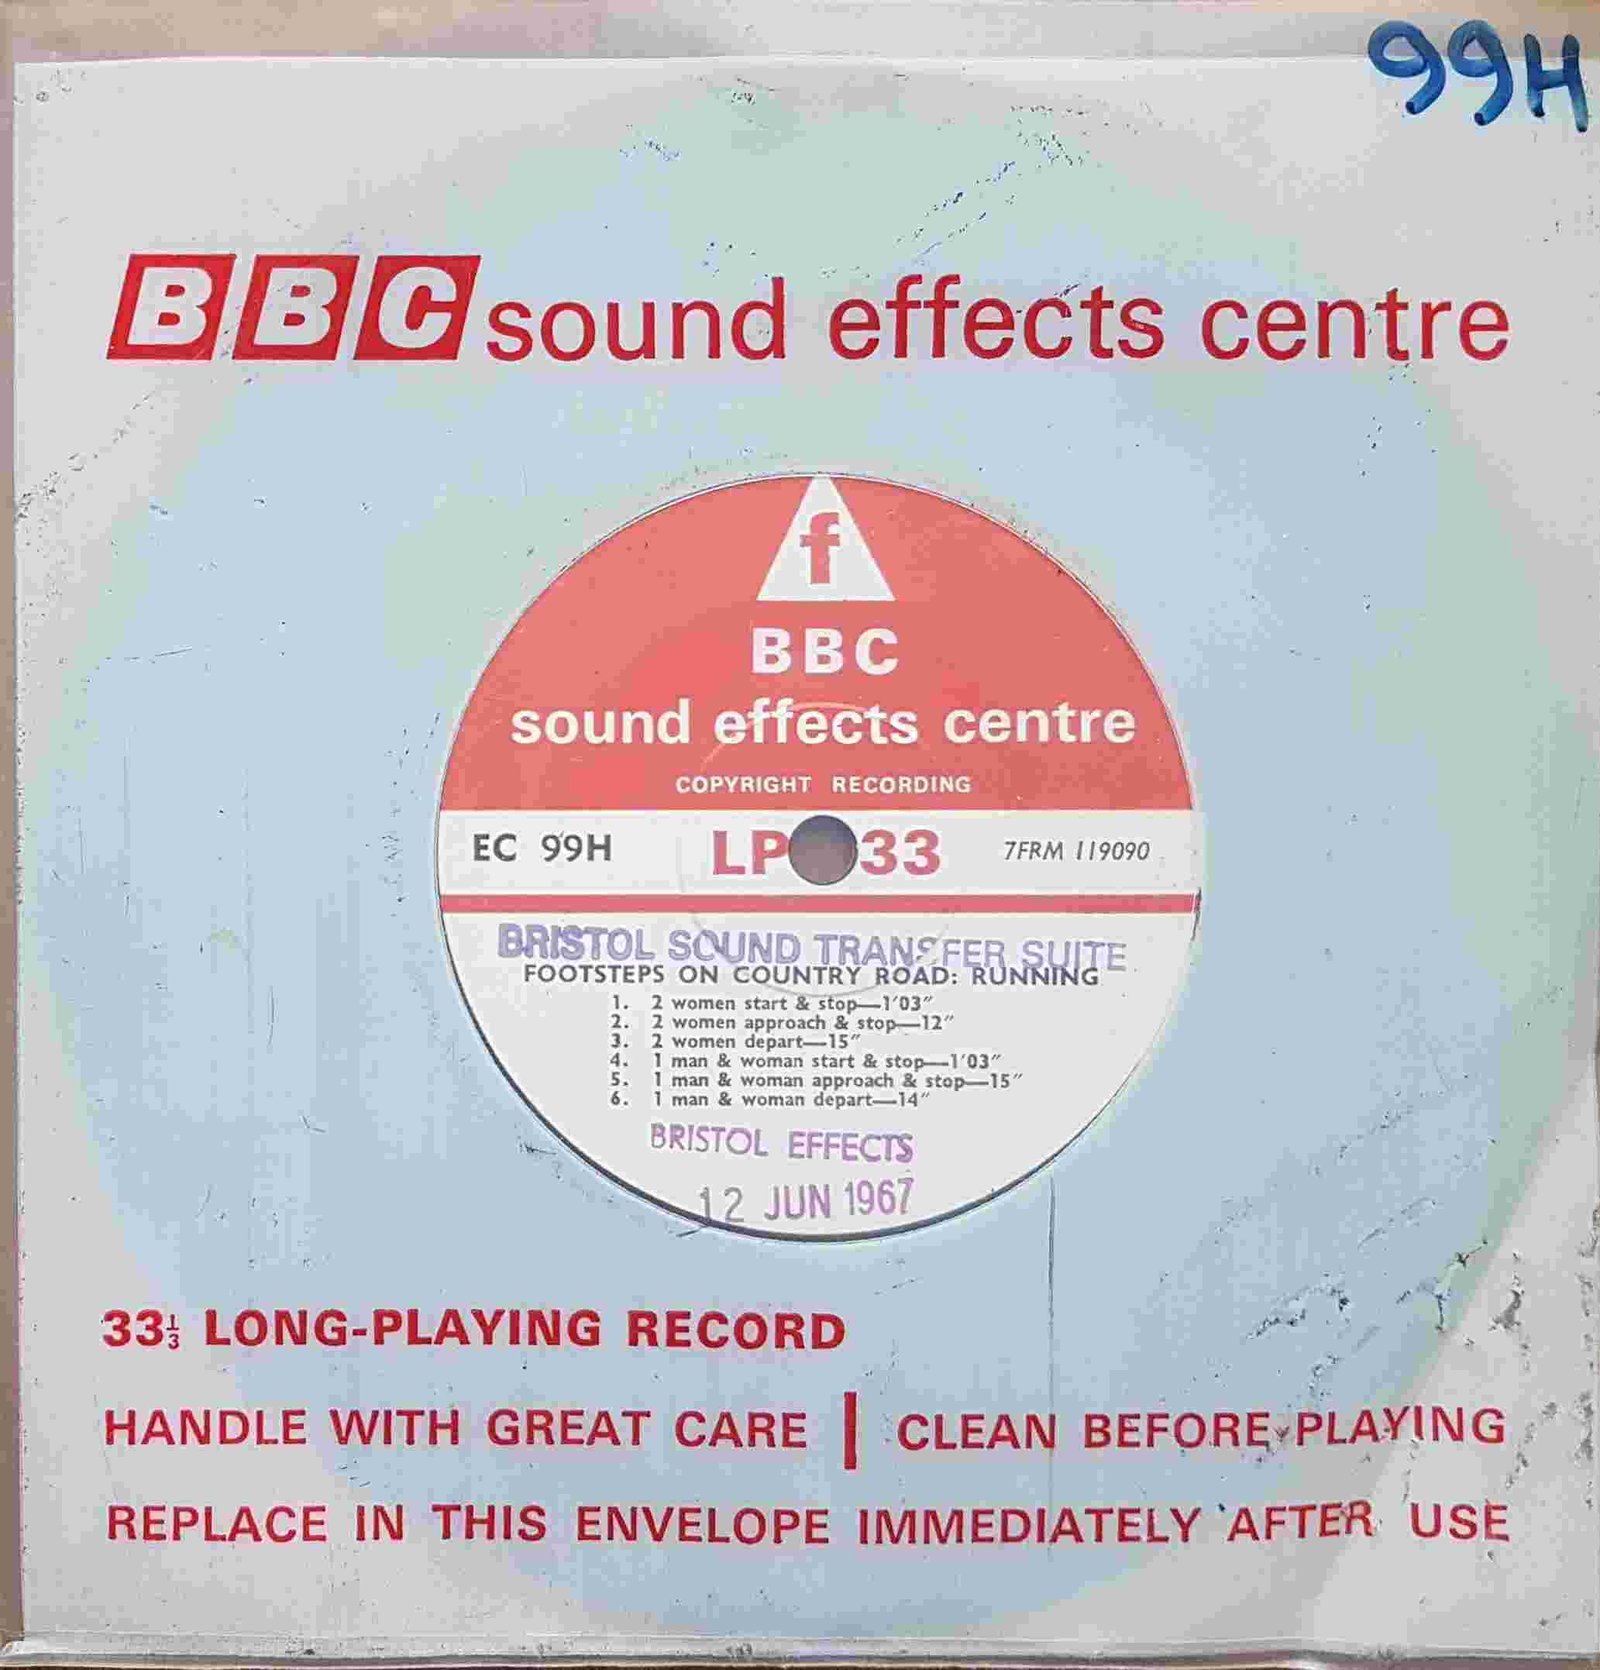 99H
BBC sound effects centre
f
BBC
sound effects centre
COPYRIGHT RECORDING
EC 99H LP 33 7FRM 119090
BRISTOL SOUND TRANSFER SUITE
FOOTSTEPS ON COUNTRY ROAD: RUNNING
1. 2 women start & stop—1′03″
2. 2 women approach & stop—12″
3. 2 women depart—15″
4. 1 man & woman start & stop—1′03″
5. 1 man & woman approach & stop—15″
6. 1 man & woman depart—14″
BRISTOL EFFECTS
12 JUN 1967
33⅓ LONG-PLAYING RECORD
HANDLE WITH GREAT CARE | CLEAN BEFORE PLAYING
REPLACE IN THIS ENVELOPE IMMEDIATELY AFTER USE